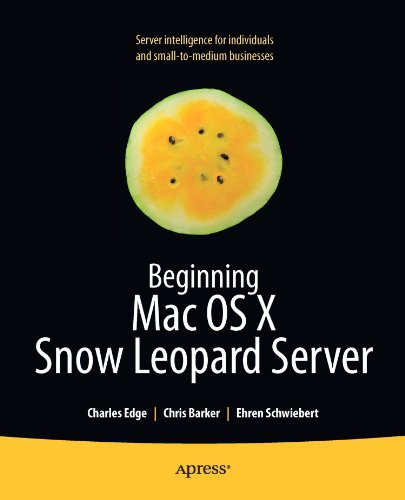 Server intelligence for individuals
and small-to-medium businesses
Beginning
Mac OS X
Snow Leopard Server
Charles Edge | Chris Barker | Ehren Schwiebert
Apress®